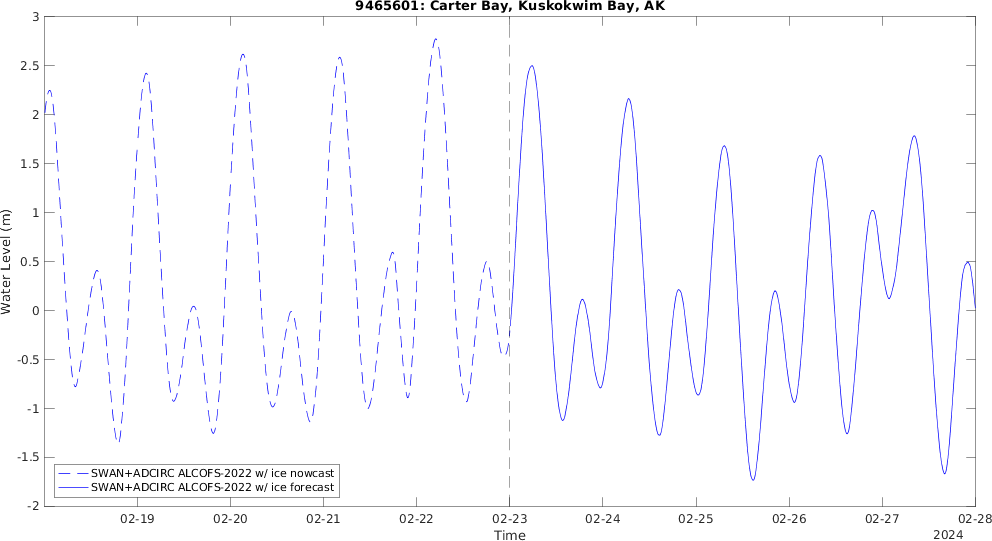 9465601: Carter Bay, Kuskokwim Bay, AK
3
2.5
2
1.5
1
0.5
0
-0.5
-1
-1.5
-2
Water Level (m)
SWAN+ADCIRC ALCOFS-2022 w/ ice nowcast
SWAN+ADCIRC ALCOFS-2022 w/ ice forecast
02-19 02-20 02-21 02-22 02-23 02-24 02-25 02-26 02-27 02-28
Time
2024